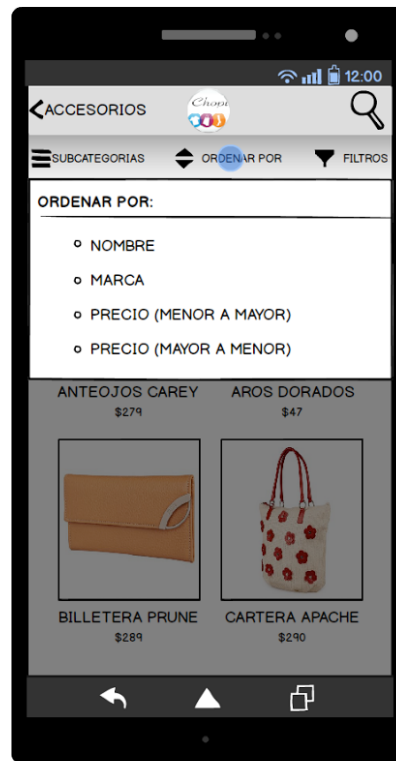 12:00
ACCESORIOS
Chopi
SUBCATEGORIAS ORDENAR POR FILTROS
ORDENAR POR:
NOMBRE
MARCA
PRECIO (MENOR A MAYOR)
PRECIO (MAYOR A MENOR)
ANTEOJOS CAREY AROS DORADOS
$279 $47
BILLETERA PRUNE CARTERA APACHE
$289 $290